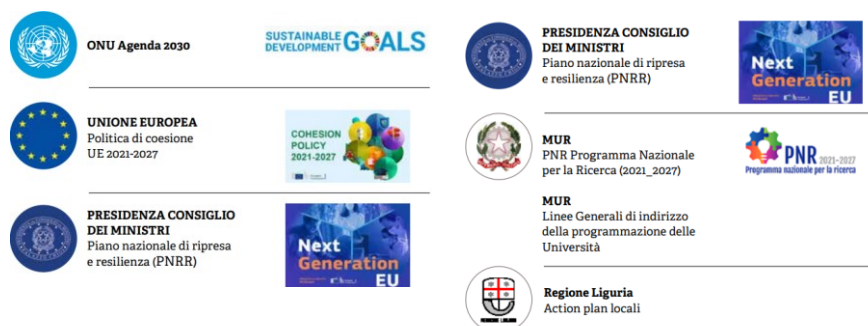 ONU Agenda 2030
SUSTAINABLE
DEVELOPMENT
GOALS
UNIONE EUROPEA
Politica di coesione
UE 2021-2027
COHESION
POLICY
2021-2027
PRESIDENZA CONSIGLIO
DEI MINISTRI
Piano nazionale di ripresa
e resilienza (PNRR)
Next
Generation
EU
PRESIDENZA CONSIGLIO
DEI MINISTRI
Piano nazionale di ripresa
e resilienza (PNRR)
Next
Generation
EU
MUR
PNR Programma Nazionale
per la Ricerca (2021_2027)
PNR 2021-2027
Programma nazionale per la ricerca
MUR
Linee Generali di indirizzo
della programmazione delle
Università
Regione Liguria
Action plan locali
REGIONE LIGURIA